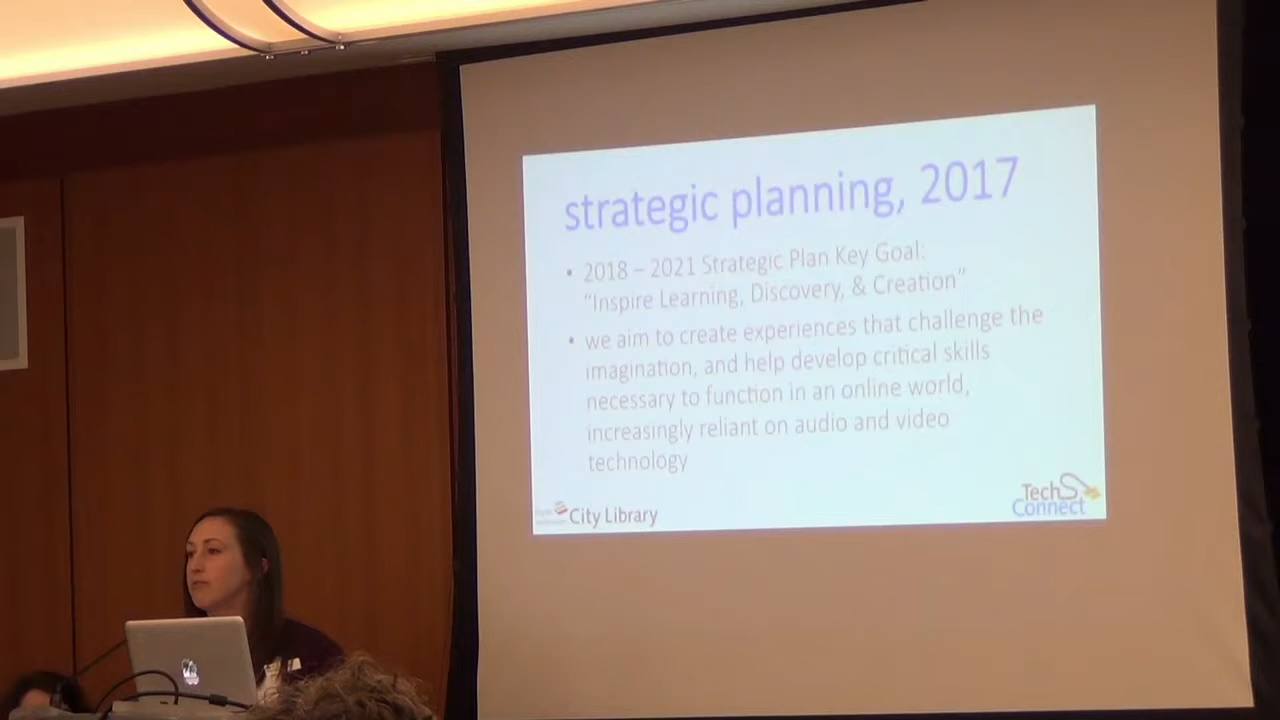 strategic planning, 2017
• 2018 – 2021 Strategic Plan Key Goal:
“Inspire Learning, Discovery, & Creation”
• we aim to create experiences that challenge the
imagination, and help develop critical skills
necessary to function in an online world,
increasingly reliant on audio and video
technology
City Library
Tech
Connect